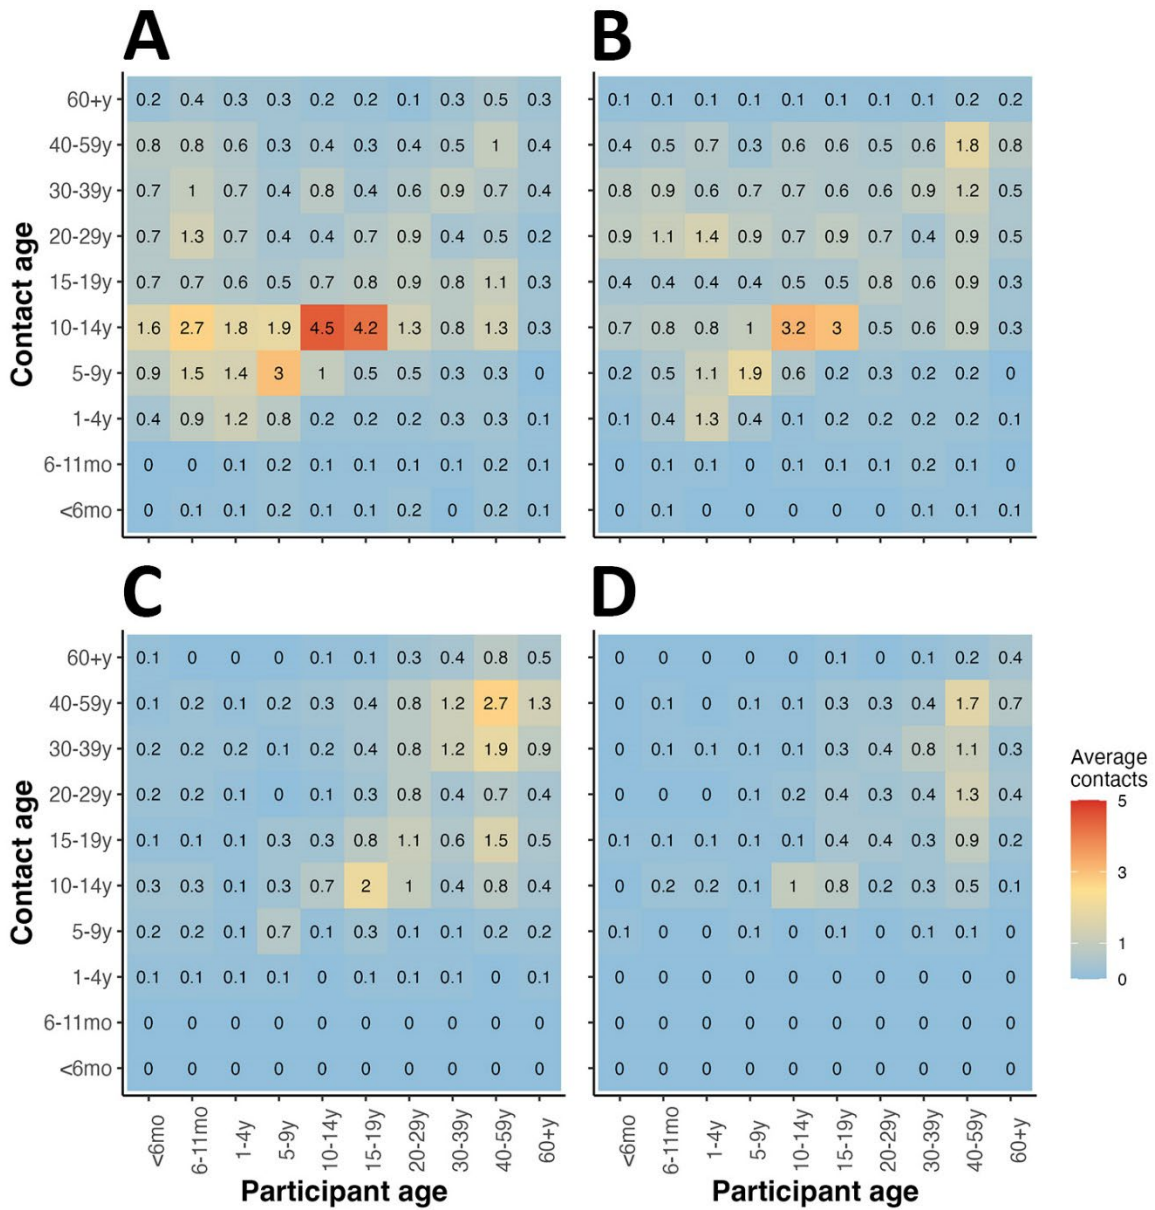 A B
60+y 0.2 0.4 0.3 0.3 0.2 0.2 0.1 0.3 0.5 0.3 0.1 0.1 0.1 0.1 0.1 0.1 0.1 0.1 0.2 0.2
40-59y 0.8 0.8 0.6 0.3 0.4 0.3 0.4 0.5 1 0.4 0.4 0.5 0.7 0.3 0.6 0.6 0.5 0.6 1.8 0.8
30-39y 0.7 1 0.7 0.4 0.8 0.4 0.6 0.9 0.7 0.4 0.8 0.9 0.6 0.7 0.7 0.6 0.6 0.9 1.2 0.5
20-29y 0.7 1.3 0.7 0.4 0.4 0.7 0.9 0.4 0.5 0.2 0.9 1.1 1.4 0.9 0.7 0.9 0.7 0.4 0.9 0.5
15-19y 0.7 0.7 0.6 0.5 0.7 0.8 0.9 0.8 1.1 0.3 0.4 0.4 0.4 0.4 0.5 0.5 0.8 0.6 0.9 0.3
10-14y 1.6 2.7 1.8 1.9 4.5 4.2 1.3 0.8 1.3 0.3 0.7 0.8 0.8 1 3.2 3 0.5 0.6 0.9 0.3
5-9y 0.9 1.5 1.4 3 1 0.5 0.5 0.3 0.3 0 0.2 0.5 1.1 1.9 0.6 0.2 0.3 0.2 0.2 0
1-4y 0.4 0.9 1.2 0.8 0.2 0.2 0.2 0.3 0.3 0.1 0.1 0.4 1.3 0.4 0.1 0.2 0.2 0.2 0.2 0.1
6-11mo 0 0 0.1 0.2 0.1 0.1 0.1 0.1 0.2 0.1 0 0.1 0.1 0 0.1 0.1 0.1 0.2 0.1 0
<6mo 0 0.1 0.1 0.2 0.1 0.1 0.2 0 0.2 0.1 0 0.1 0 0 0 0 0 0.1 0.1 0.1
Contact age
C D
60+y 0.1 0 0 0 0.1 0.1 0.3 0.4 0.8 0.5 0 0 0 0 0 0.1 0 0.1 0.2 0.4
40-59y 0.1 0.2 0.1 0.2 0.3 0.4 0.8 1.2 2.7 1.3 0 0.1 0 0.1 0.1 0.3 0.3 0.4 1.7 0.7
30-39y 0.2 0.2 0.2 0.1 0.2 0.4 0.8 1.2 1.9 0.9 0 0.1 0.1 0.1 0.1 0.3 0.4 0.8 1.1 0.3
20-29y 0.2 0.2 0.1 0 0.1 0.3 0.8 0.4 0.7 0.4 0 0 0 0.1 0.2 0.4 0.3 0.4 1.3 0.4
15-19y 0.1 0.1 0.1 0.3 0.3 0.8 1.1 0.6 1.5 0.5 0.1 0.1 0.1 0.1 0.1 0.4 0.4 0.3 0.9 0.2
10-14y 0.3 0.3 0.1 0.3 0.7 2 1 0.4 0.8 0.4 0 0.2 0.2 0.1 1 0.8 0.2 0.3 0.5 0.1
5-9y 0.2 0.2 0.1 0.7 0.1 0.3 0.1 0.1 0.2 0.2 0.1 0 0 0.1 0 0.1 0 0.1 0.1 0
1-4y 0.1 0.1 0.1 0.1 0 0.1 0.1 0.1 0 0.1 0 0 0 0 0 0 0 0 0 0
6-11mo 0 0 0 0 0 0 0 0 0 0 0 0 0 0 0 0 0 0 0 0
<6mo 0 0 0 0 0 0 0 0 0 0 0 0 0 0 0 0 0 0 0 0
Contact age
<6mo 6-11mo 1-4y 5-9y 10-14y 15-19y 20-29y 30-39y 40-59y 60+y <6mo 6-11mo 1-4y 5-9y 10-14y 15-19y 20-29y 30-39y 40-59y 60+y
Participant age Participant age
Average
contacts
5
3
1
0